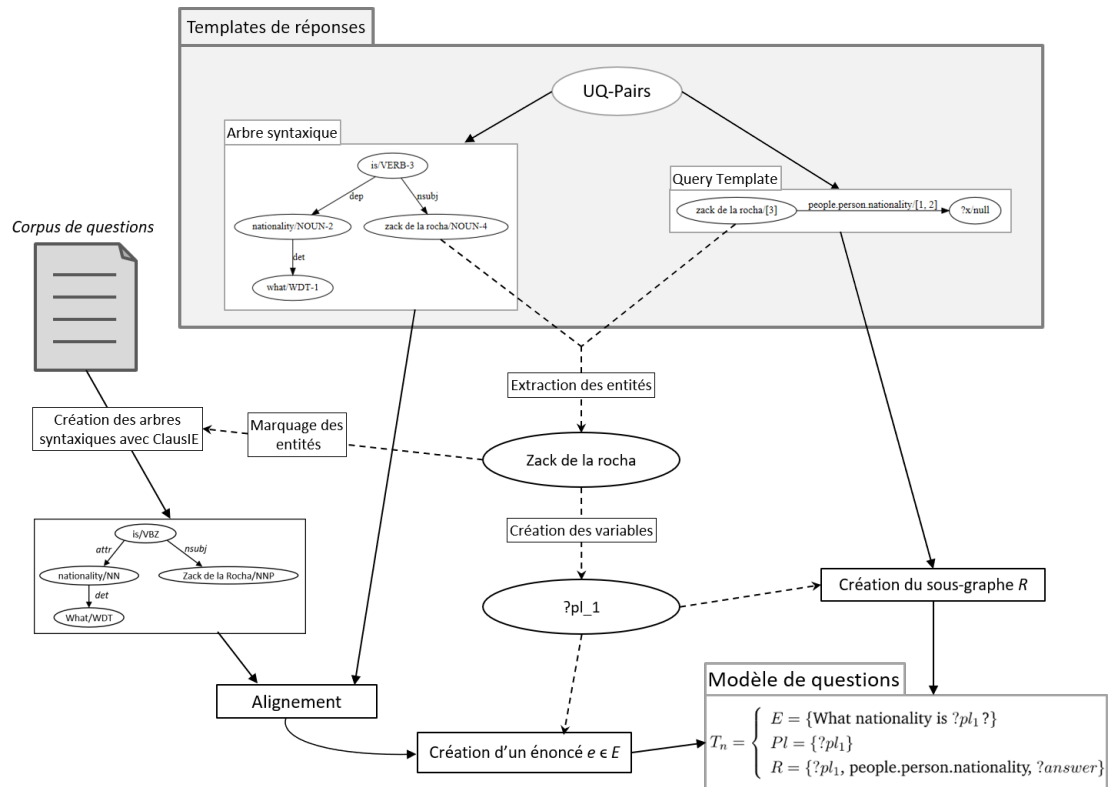 Templates de réponses
UQ-Pairs
Arbre syntaxique
is/VERB-3
dep
nsubj
nationality/NOUN-2
zack de la rocha/NOUN-4
det
what/WDT-1
Query Template
zack de la rocha/[3]
people.person.nationality/[1, 2]
?x/null
Corpus de questions
Extraction des entités
Création des arbres
syntaxiques avec ClausIE
Marquage des
entités
Zack de la rocha
Création des variables
is/VBZ
attr
nsubj
nationality/NN
Zack de la Rocha/NNP
det
What/WDT
?pl_1
Création du sous-graphe R
Alignement
Création d’un énoncé e ϵ E
Modèle de questions
E = {What nationality is ?pl₁ ?}
Tₙ = { Pl = {?pl₁}
R = {?pl₁, people.person.nationality, ?answer}